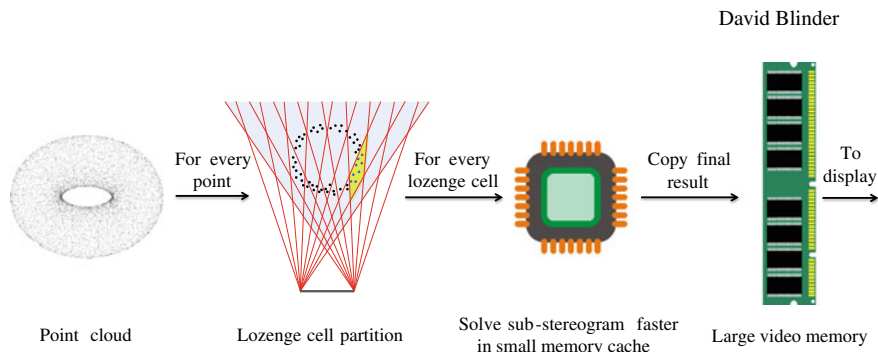 David Blinder
For every
point
For every
lozenge cell
Copy final
result
To
display
Point cloud
Lozenge cell partition
Solve sub-stereogram faster
in small memory cache
Large video memory